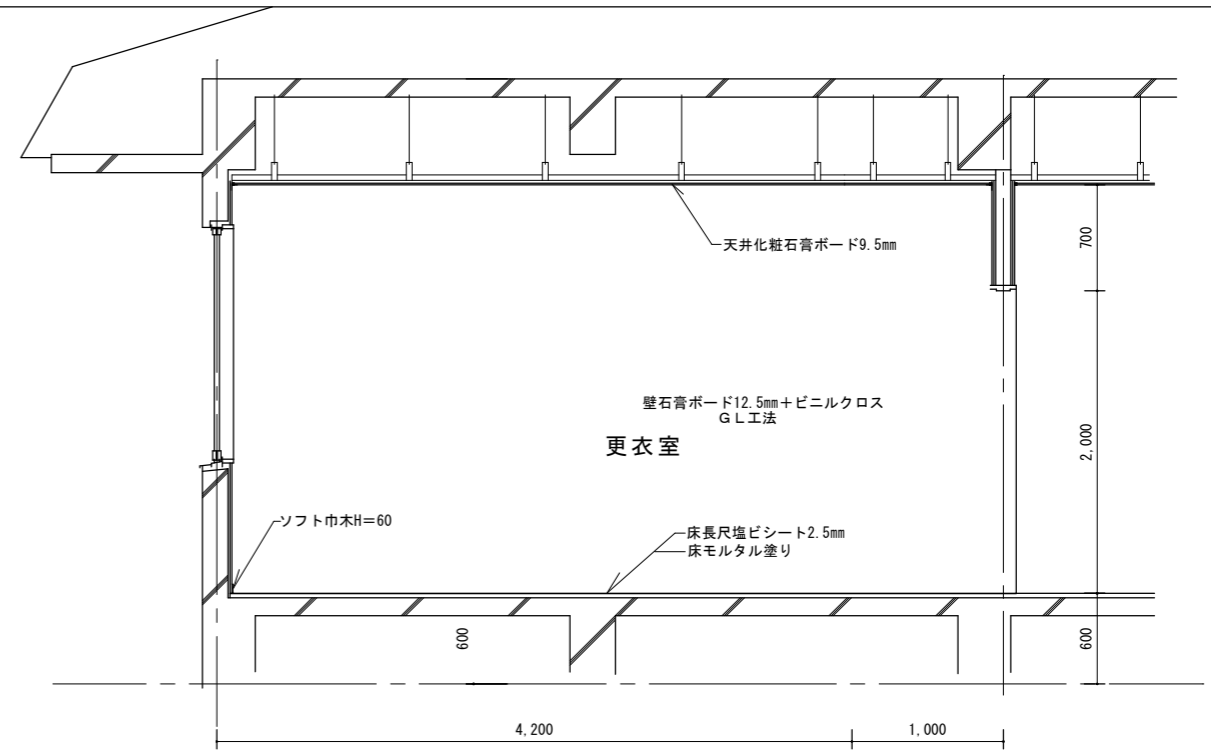 天井化粧石膏ボード9.5mm
700
壁石膏ボード12.5mm＋ビニルクロス
ＧＬ工法
更衣室
2,000
ソフト巾木H＝60
床長尺塩ビシート2.5mm
床モルタル塗り
600
600
4,200
1,000